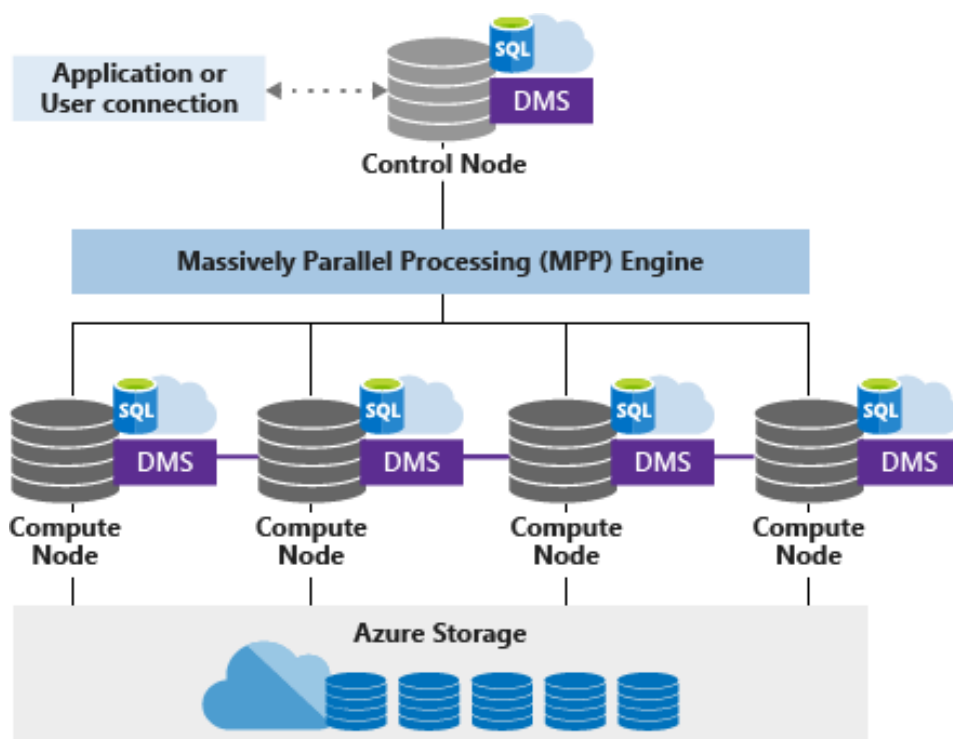 SQL
Application or
User connection
DMS
Control Node
Massively Parallel Processing (MPP) Engine
SQL
SQL
SQL
SQL
DMS
DMS
DMS
DMS
Compute
Node
Compute
Node
Compute
Node
Compute
Node
Azure Storage